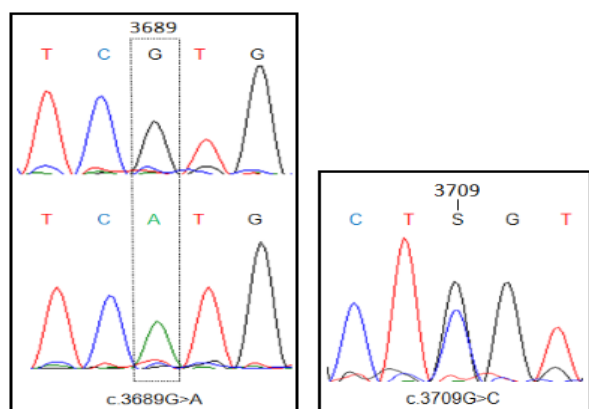 3689
T C G T G
T C A T G
c.3689G>A
3709
C T S G T
c.3709G>C